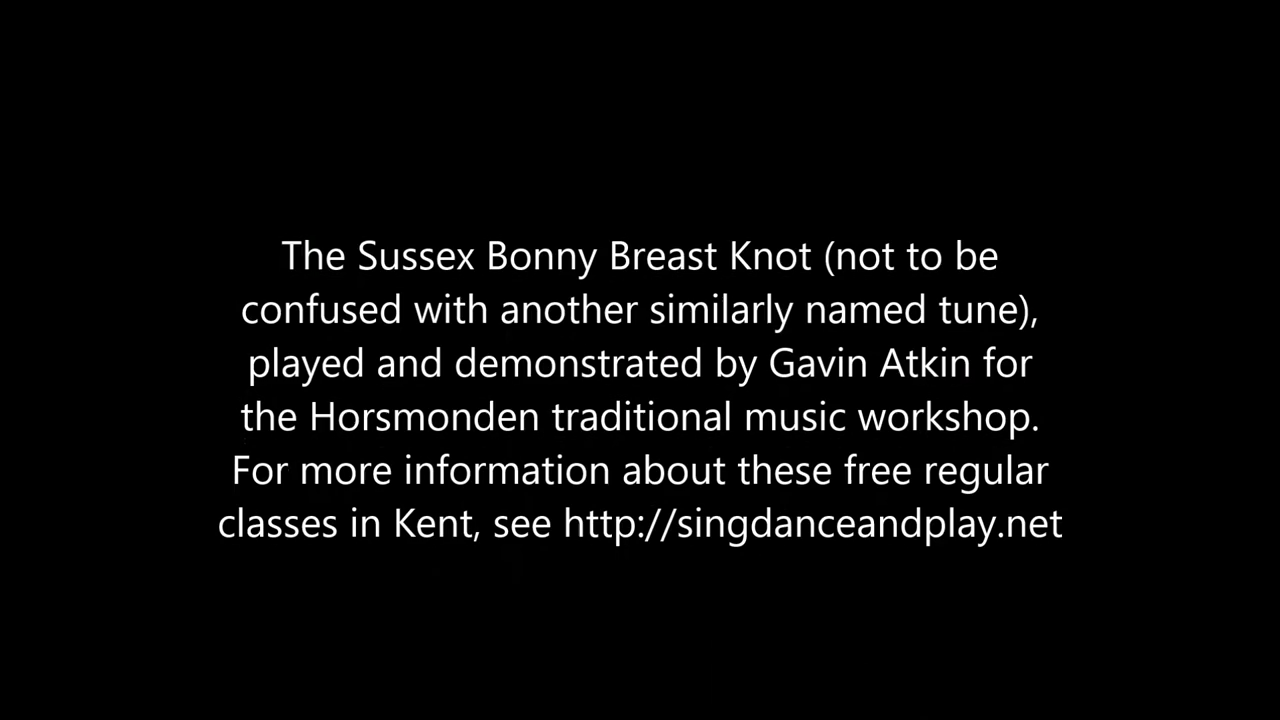 The Sussex Bonny Breast Knot (not to be
confused with another similarly named tune),
played and demonstrated by Gavin Atkin for
the Horsmonden traditional music workshop.
For more information about these free regular
classes in Kent, see http://singdanceandplay.net